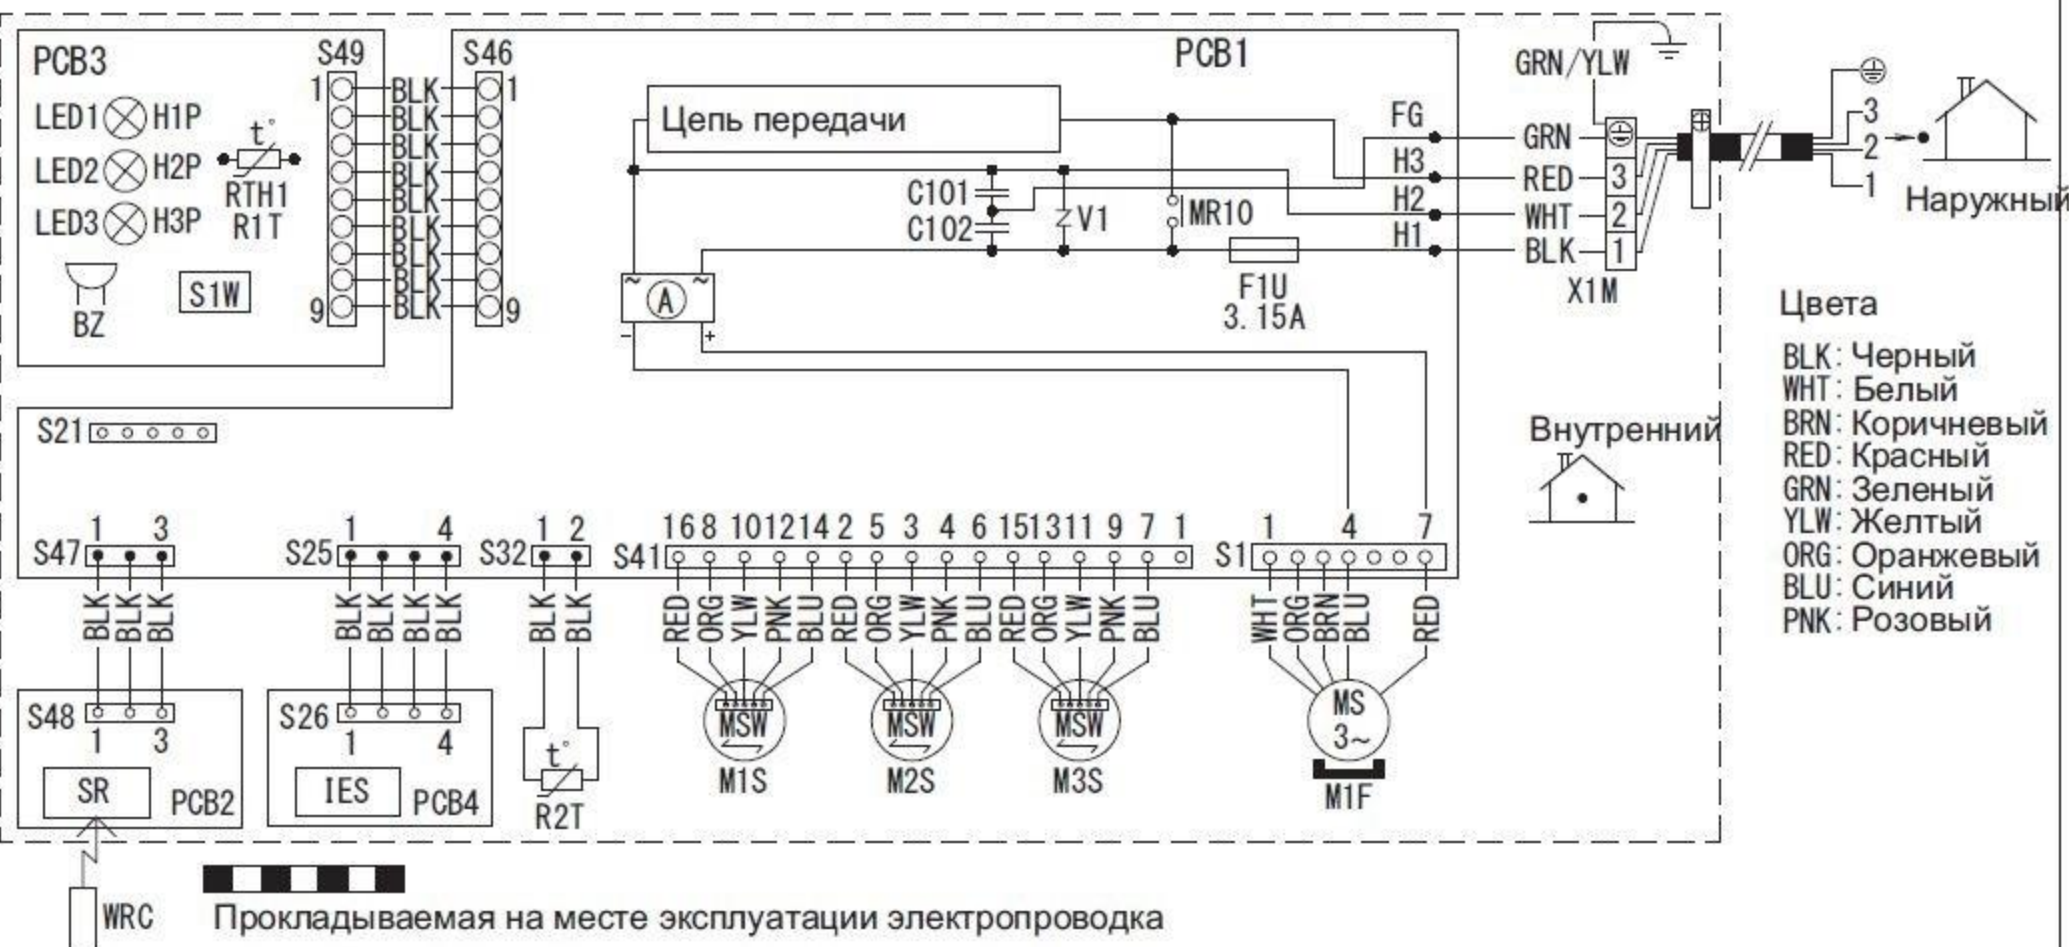 PCB3
S49
S46
PCB1
LED1 H1P
LED2 H2P
LED3 H3P
t°
RTH1
R1T
BZ
S1W
1 BLK 1
BLK
BLK
BLK
BLK
BLK
BLK
BLK
9 BLK 9
Цепь передачи
C101
C102
V1
MR10
F1U
3.15A
~ A ~
- +
FG
H3
H2
H1
GRN/YLW
GRN
RED 3
WHT 2
BLK 1
X1M
3
2
1
Наружный
Цвета
BLK: Черный
WHT: Белый
BRN: Коричневый
RED: Красный
GRN: Зеленый
YLW: Желтый
ORG: Оранжевый
BLU: Синий
PNK: Розовый
Внутренний
S21
1 3
S47
BLK BLK BLK
S48
1 3
SR
PCB2
WRC
1 4
S25
BLK BLK BLK BLK
S26
1 4
IES
PCB4
1 2
S32
BLK BLK
t°
R2T
16 8 10 12 14 2 5 3 4 6 15 13 11 9 7 1
S41
RED ORG YLW PNK BLU RED ORG YLW PNK BLU RED ORG YLW PNK BLU
MSW MSW MSW
M1S M2S M3S
1 4 7
S1
WHT ORG BRN BLU RED
MS
3~
M1F
Прокладываемая на месте эксплуатации электропроводка